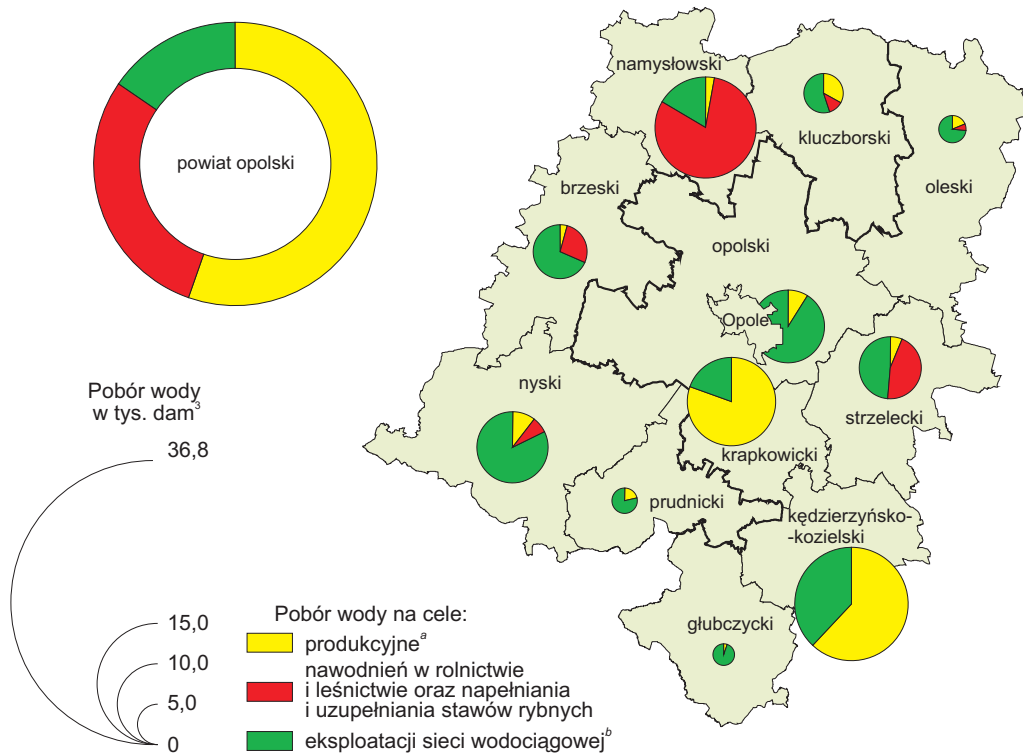 powiat opolski
namysłowski
kluczborski
oleski
brzeski
opolski
Opole
nyski
strzelecki
krapkowicki
prudnicki
kędzierzyńsko-
-kozielski
głubczycki
Pobór wody
w tys. dam³
36,8
15,0
10,0
5,0
0
Pobór wody na cele:
produkcyjneᵃ
nawodnień w rolnictwie
i leśnictwie oraz napełniania
i uzupełniania stawów rybnych
eksploatacji sieci wodociągowejᵇ